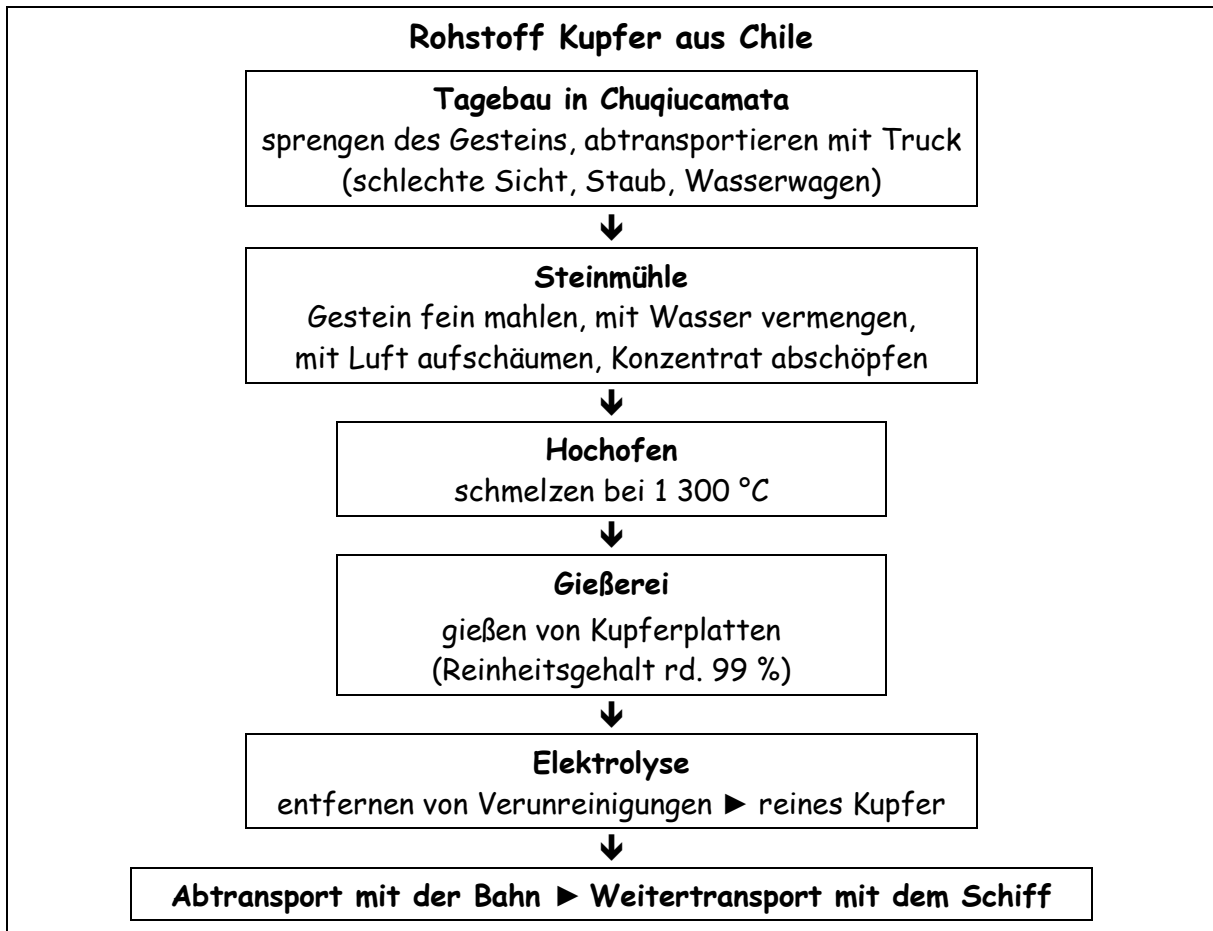 Rohstoff Kupfer aus Chile
Tagebau in Chuqiucamata
sprengen des Gesteins, abtransportieren mit Truck
(schlechte Sicht, Staub, Wasserwagen)
Steinmühle
Gestein fein mahlen, mit Wasser vermengen,
mit Luft aufschäumen, Konzentrat abschöpfen
Hochofen
schmelzen bei 1 300 °C
Gießerei
gießen von Kupferplatten
(Reinheitsgehalt rd. 99 %)
Elektrolyse
entfernen von Verunreinigungen ► reines Kupfer
Abtransport mit der Bahn ► Weitertransport mit dem Schiff